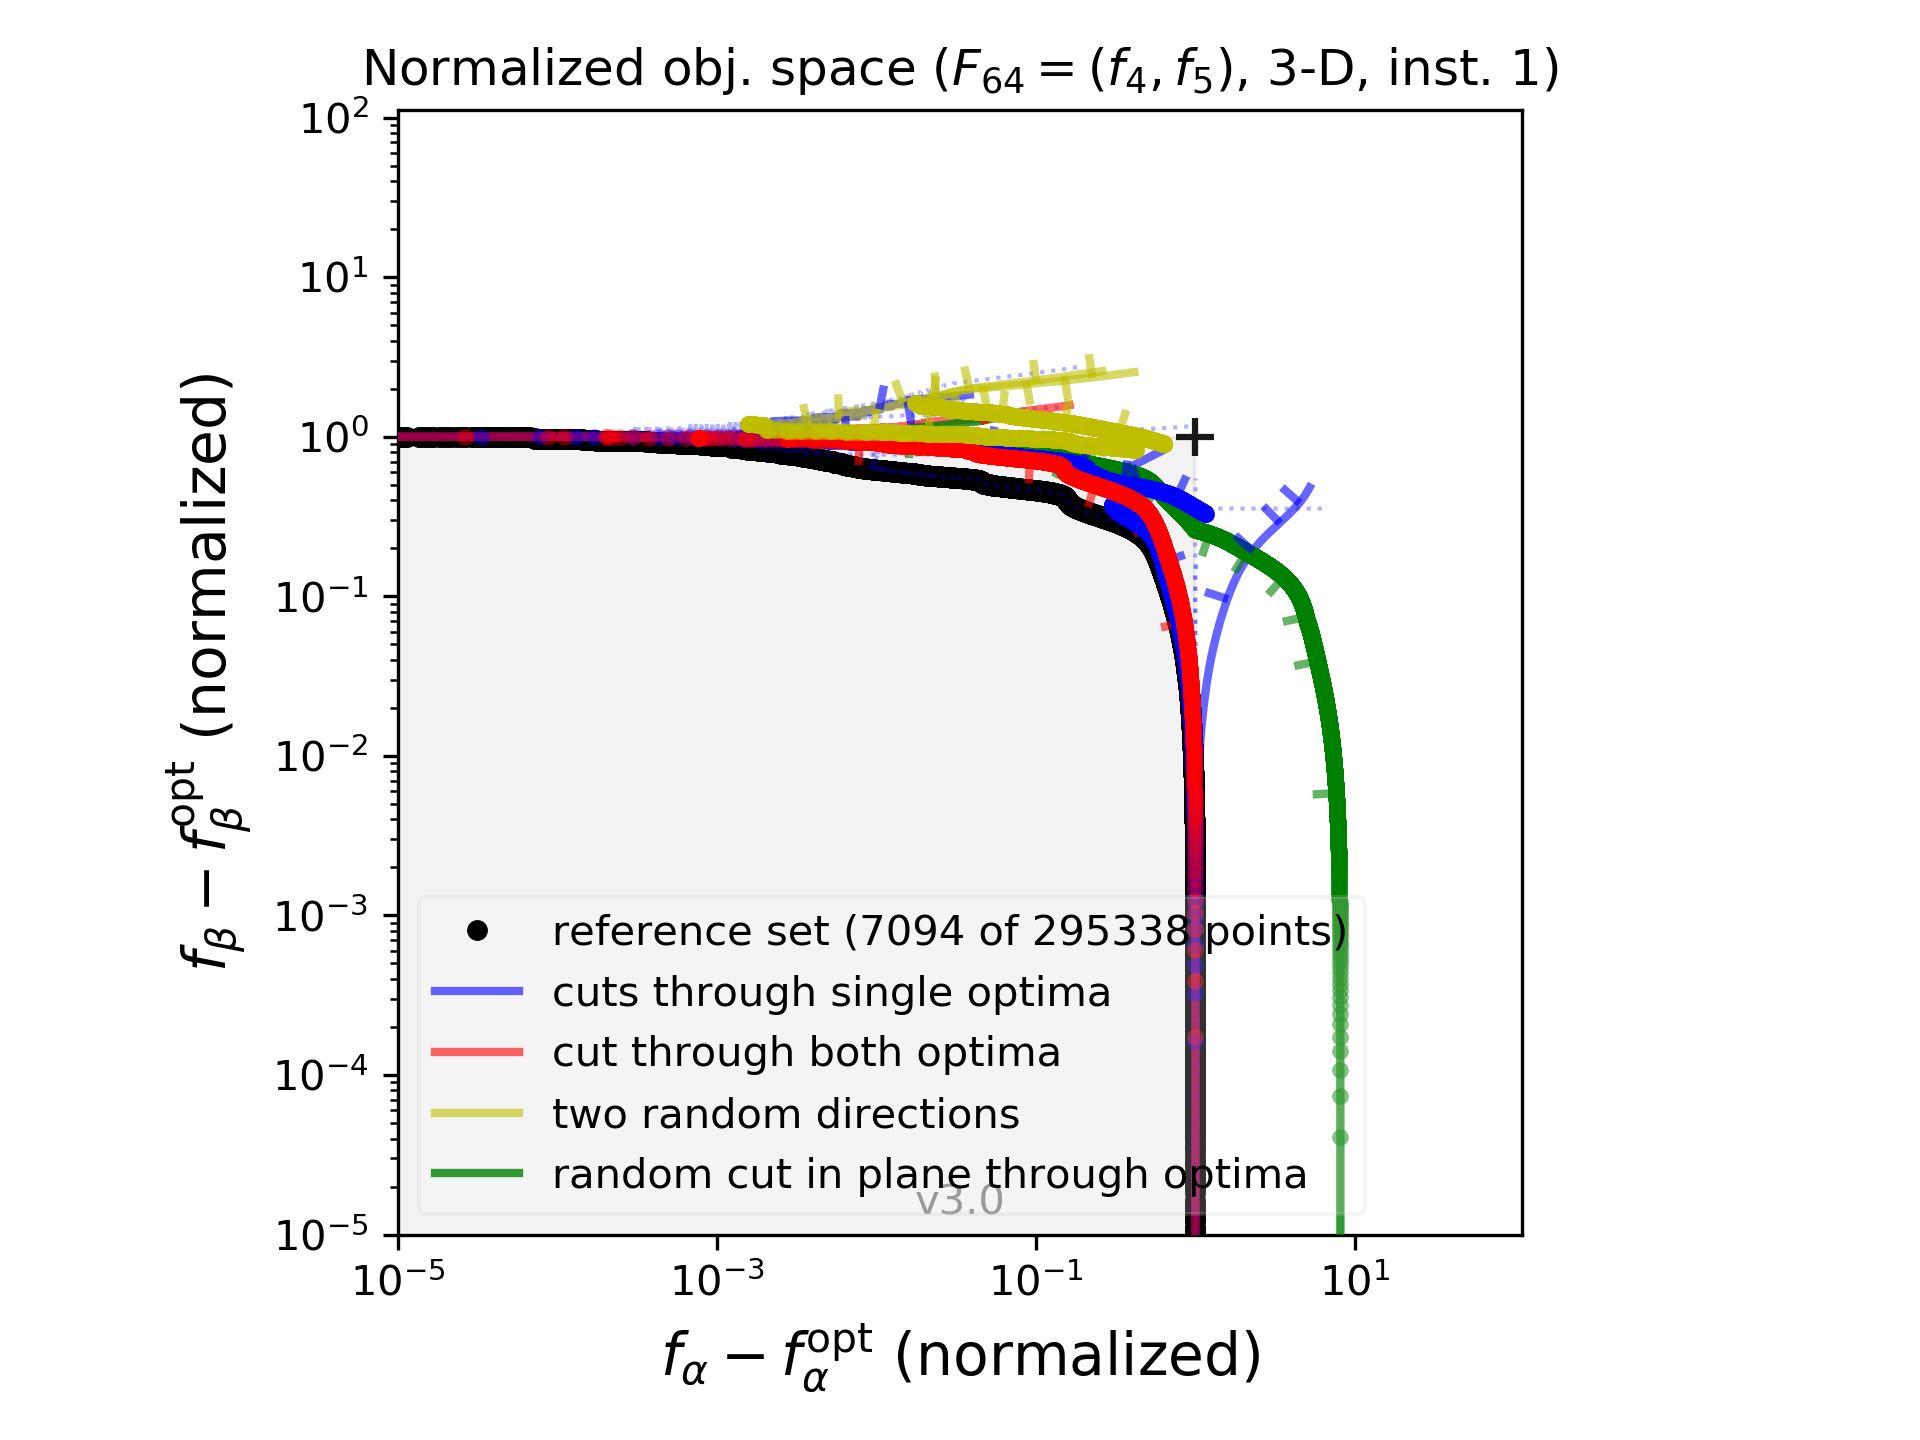 Normalized obj. space (F₆₄ = (f₄, f₅), 3-D, inst. 1)
10²
10¹
10⁰
10⁻¹
10⁻²
10⁻³
10⁻⁴
10⁻⁵
f_β − f_β^opt (normalized)
reference set (7094 of 295338 points)
cuts through single optima
cut through both optima
two random directions
random cut in plane through optima
v3.0
10⁻⁵ 10⁻³ 10⁻¹ 10¹
f_α − f_α^opt (normalized)